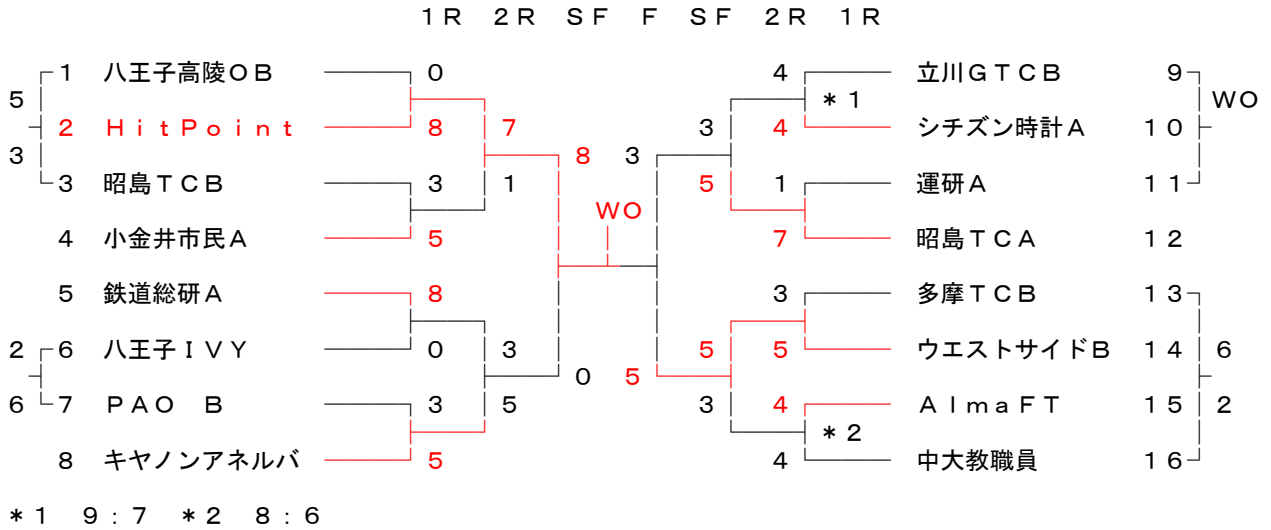 1R 2R SF F SF 2R 1R
1 八王子高陵OB 0 4 立川GTCB 9
5 *1 WO
2 HitPoint 8 7 3 4 シチズン時計A 10
3 8 3
3 昭島TCB 3 1 5 1 運研A 11
WO
4 小金井市民A 5 7 昭島TCA 12
5 鉄道総研A 8 3 多摩TCB 13
2 6 八王子IVY 0 3 5 5 ウエストサイドB 14 6
0 5
6 7 PAO B 3 5 3 4 AlmaFT 15 2
*2
8 キヤノンアネルバ 5 4 中大教職員 16
*1 9:7 *2 8:6